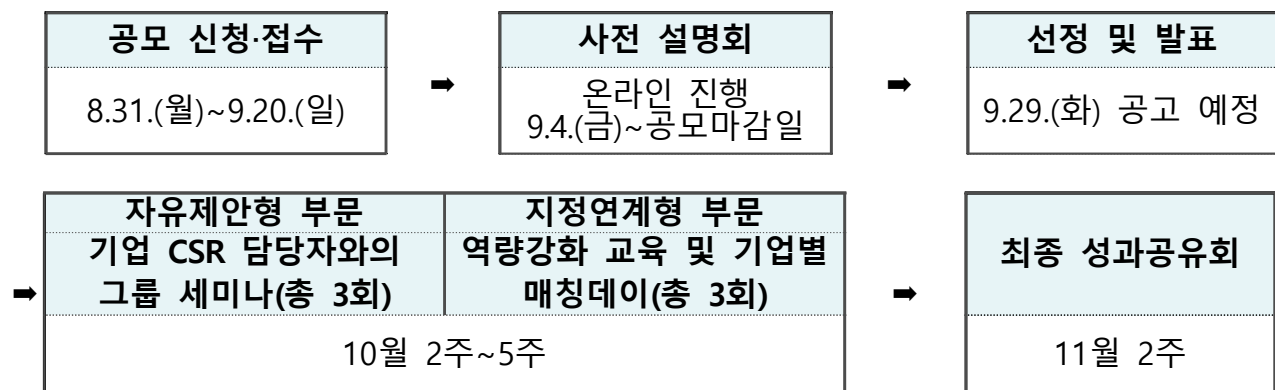 공모 신청·접수
8.31.(월)~9.20.(일)
➡
사전 설명회
온라인 진행
9.4.(금)~공모마감일
➡
선정 및 발표
9.29.(화) 공고 예정
➡
자유제안형 부문
기업 CSR 담당자와의
그룹 세미나(총 3회)
지정연계형 부문
역량강화 교육 및 기업별
매칭데이(총 3회)
10월 2주~5주
➡
최종 성과공유회
11월 2주